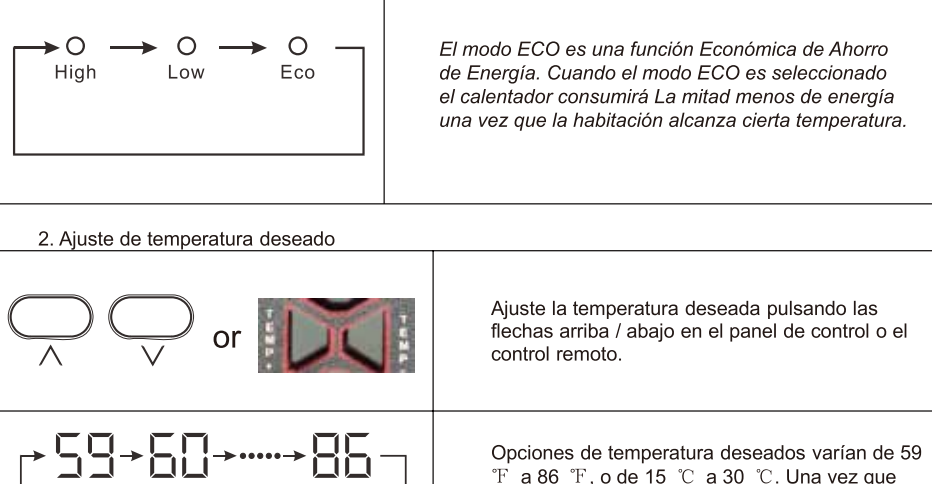 High Low Eco
El modo ECO es una función Económica de Ahorro
de Energía. Cuando el modo ECO es seleccionado
el calentador consumirá La mitad menos de energía
una vez que la habitación alcanza cierta temperatura.
2. Ajuste de temperatura deseado
or
TEMP +
TEMP -
Ajuste la temperatura deseada pulsando las
flechas arriba / abajo en el panel de control o el
control remoto.
59 60 ····· 86
Opciones de temperatura deseados varían de 59
℉ a 86 ℉, o de 15 ℃ a 30 ℃. Una vez que